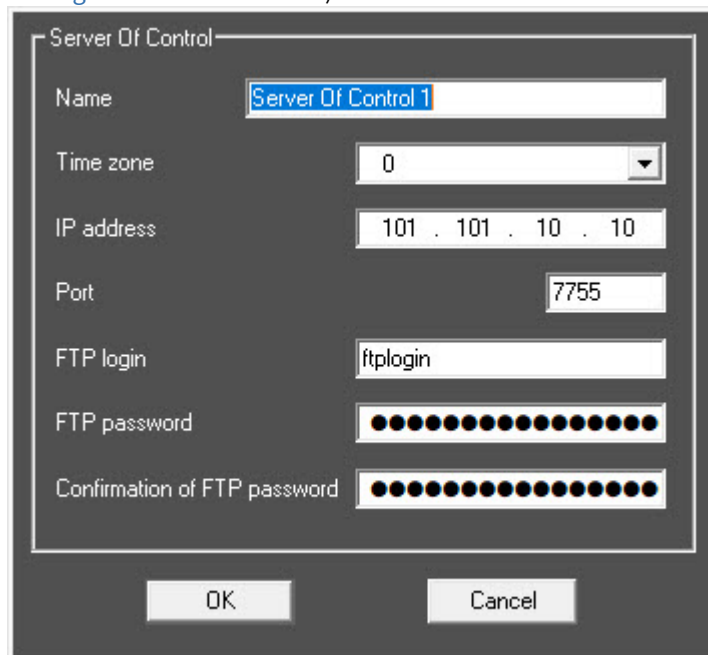 Server Of Control
Name Server Of Control 1
Time zone 0
IP address 101 . 101 . 10 . 10
Port 7755
FTP login ftplogin
FTP password ●●●●●●●●●●●●●●●●
Confirmation of FTP password ●●●●●●●●●●●●●●●●
OK Cancel